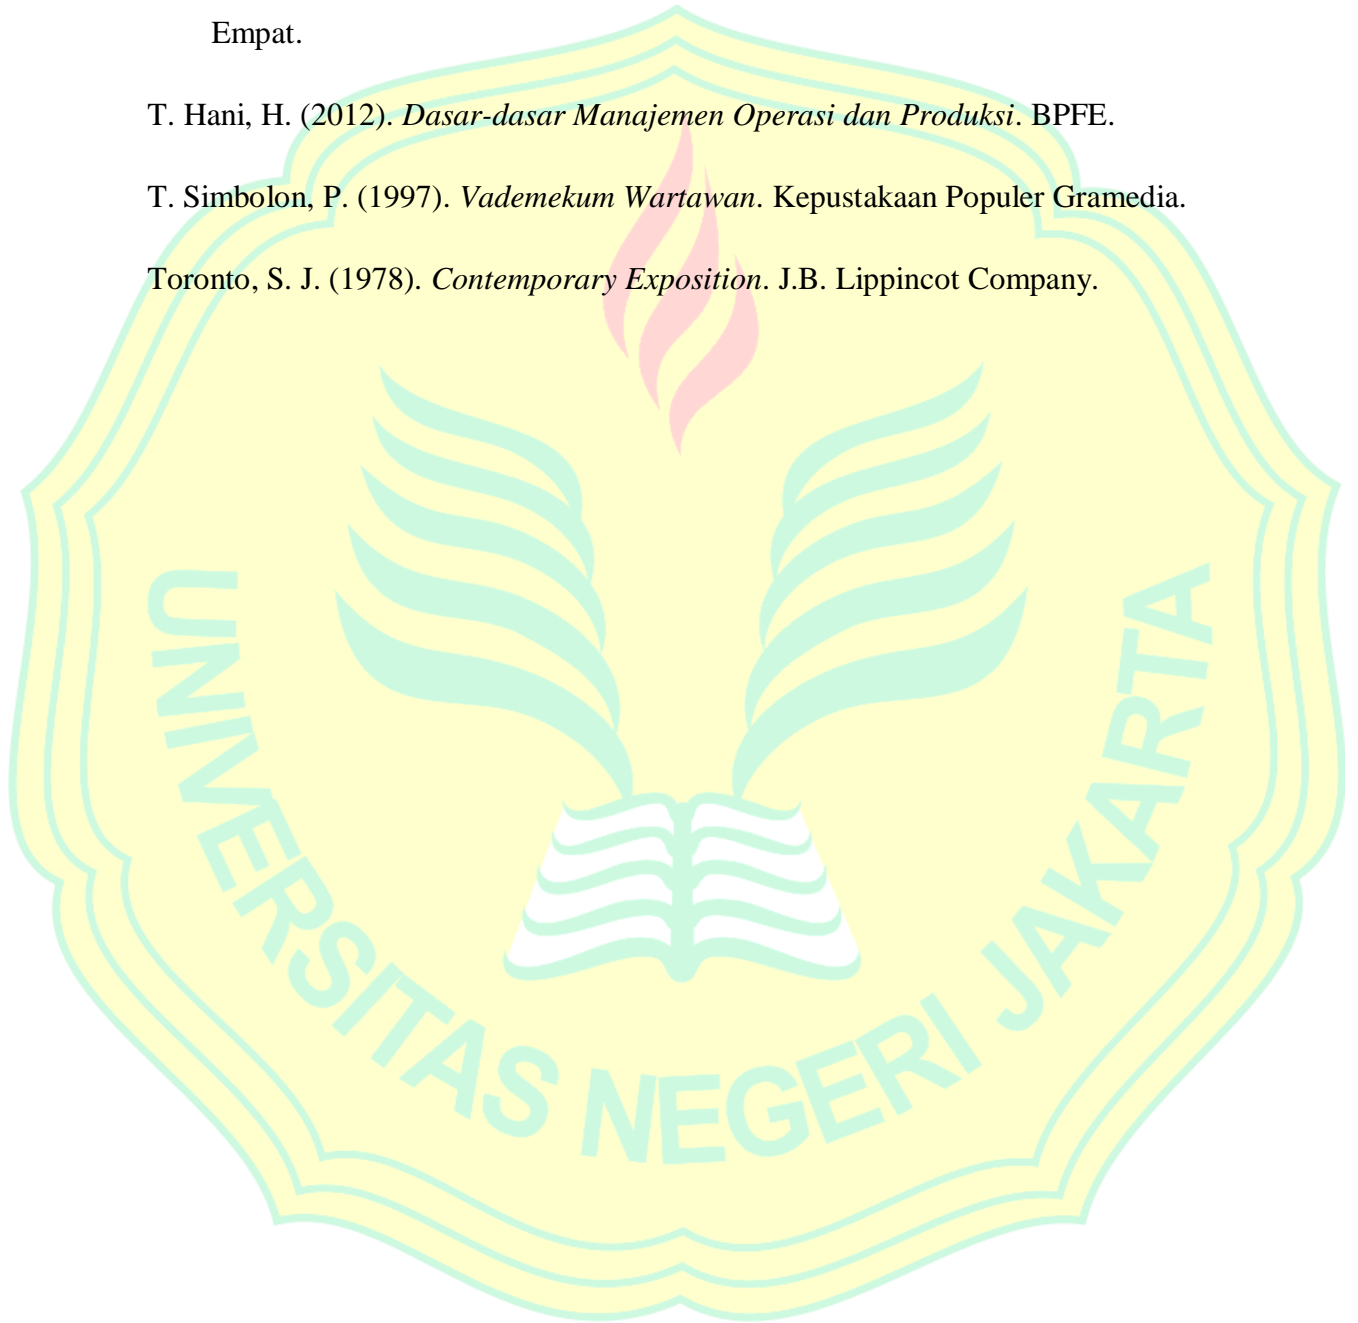 Empat.
T. Hani, H. (2012). Dasar-dasar Manajemen Operasi dan Produksi. BPFE.
T. Simbolon, P. (1997). Vademekum Wartawan. Kepustakaan Populer Gramedia.
Toronto, S. J. (1978). Contemporary Exposition. J.B. Lippincot Company.
UNIVERSITAS NEGERI JAKARTA